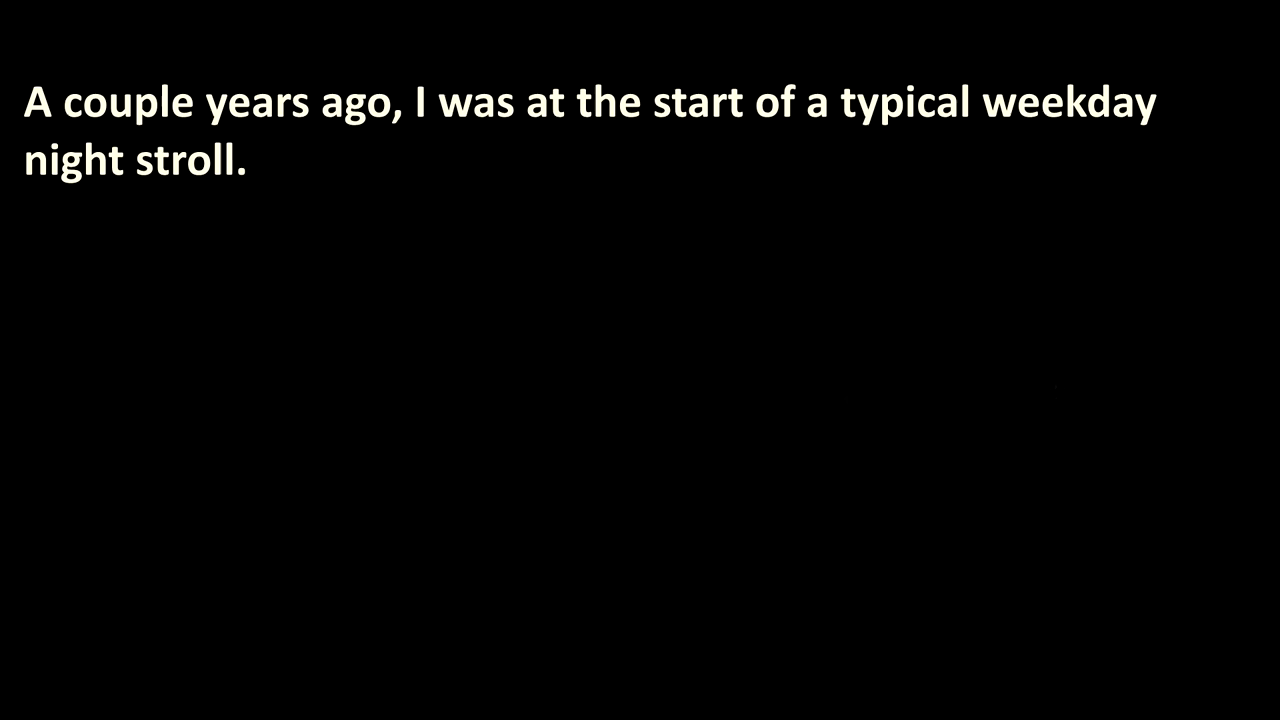 A couple years ago, I was at the start of a typical weekday
night stroll.